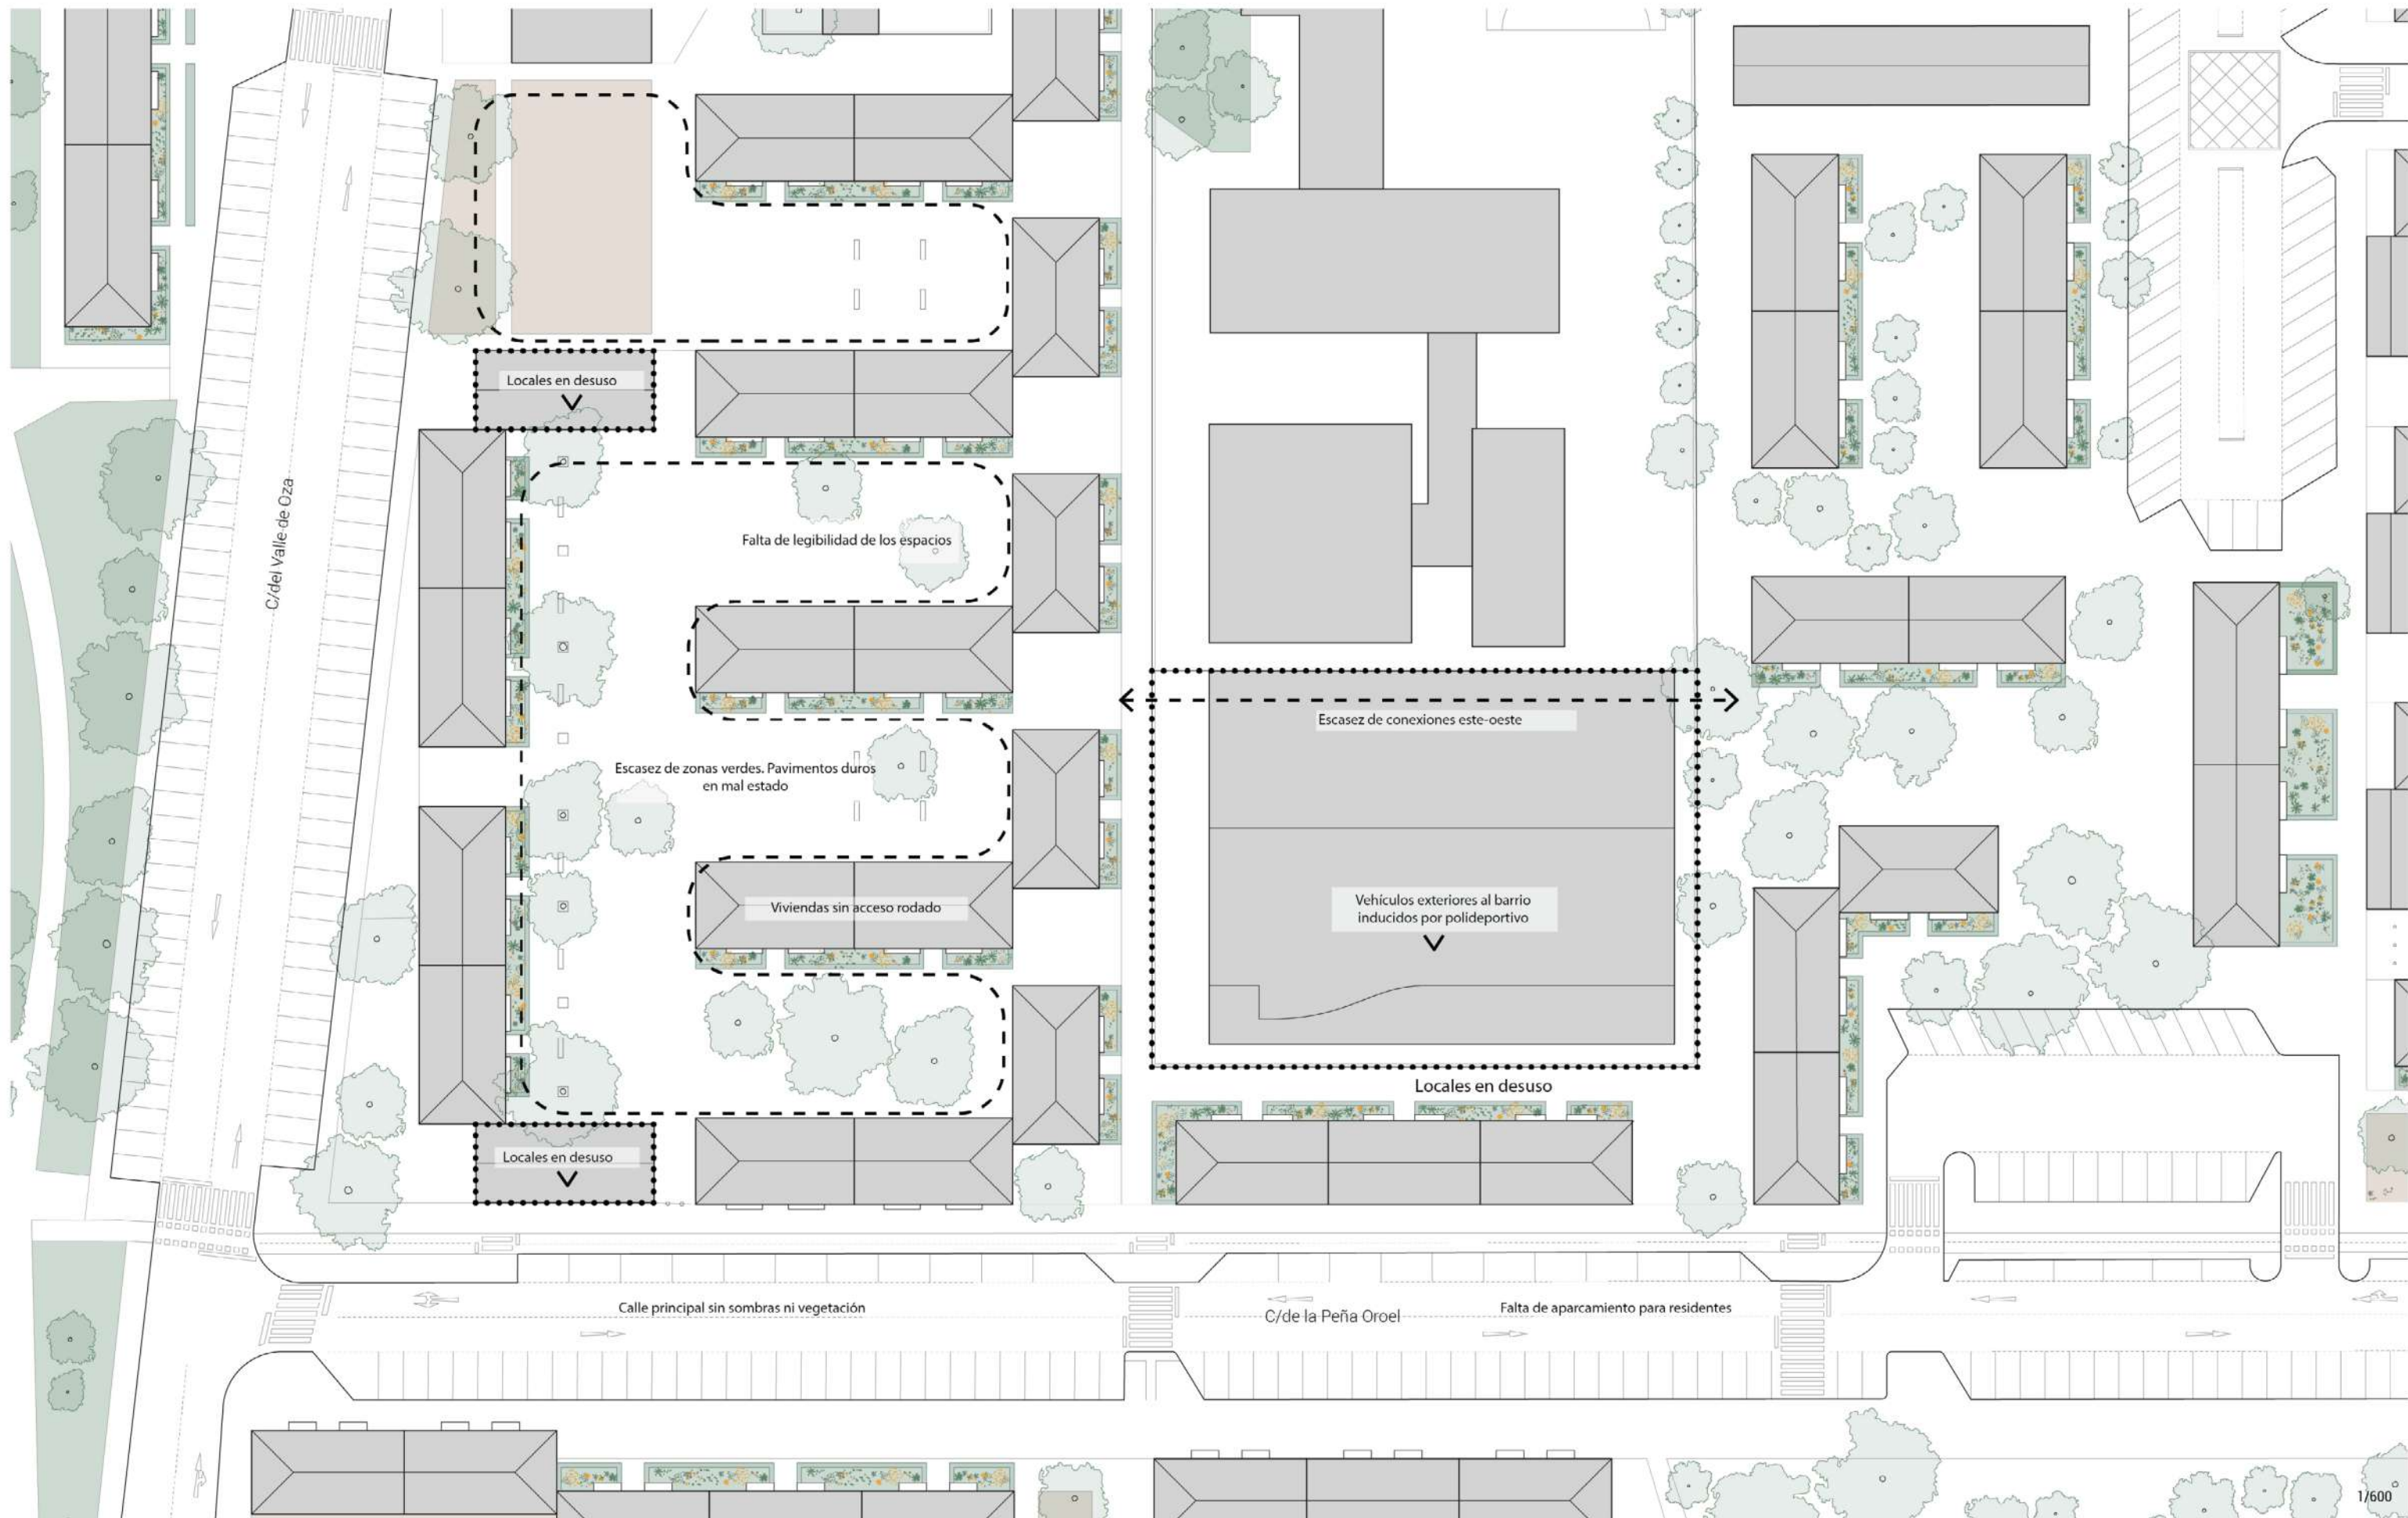 Locales en desuso
C/del Valle de Oza
Falta de legibilidad de los espacios
Escasez de conexiones este-oeste
Escasez de zonas verdes. Pavimentos duros
en mal estado
Viviendas sin acceso rodado
Vehículos exteriores al barrio
inducidos por polideportivo
Locales en desuso
Locales en desuso
Calle principal sin sombras ni vegetación
C/de la Peña Oroel
Falta de aparcamiento para residentes
1/600